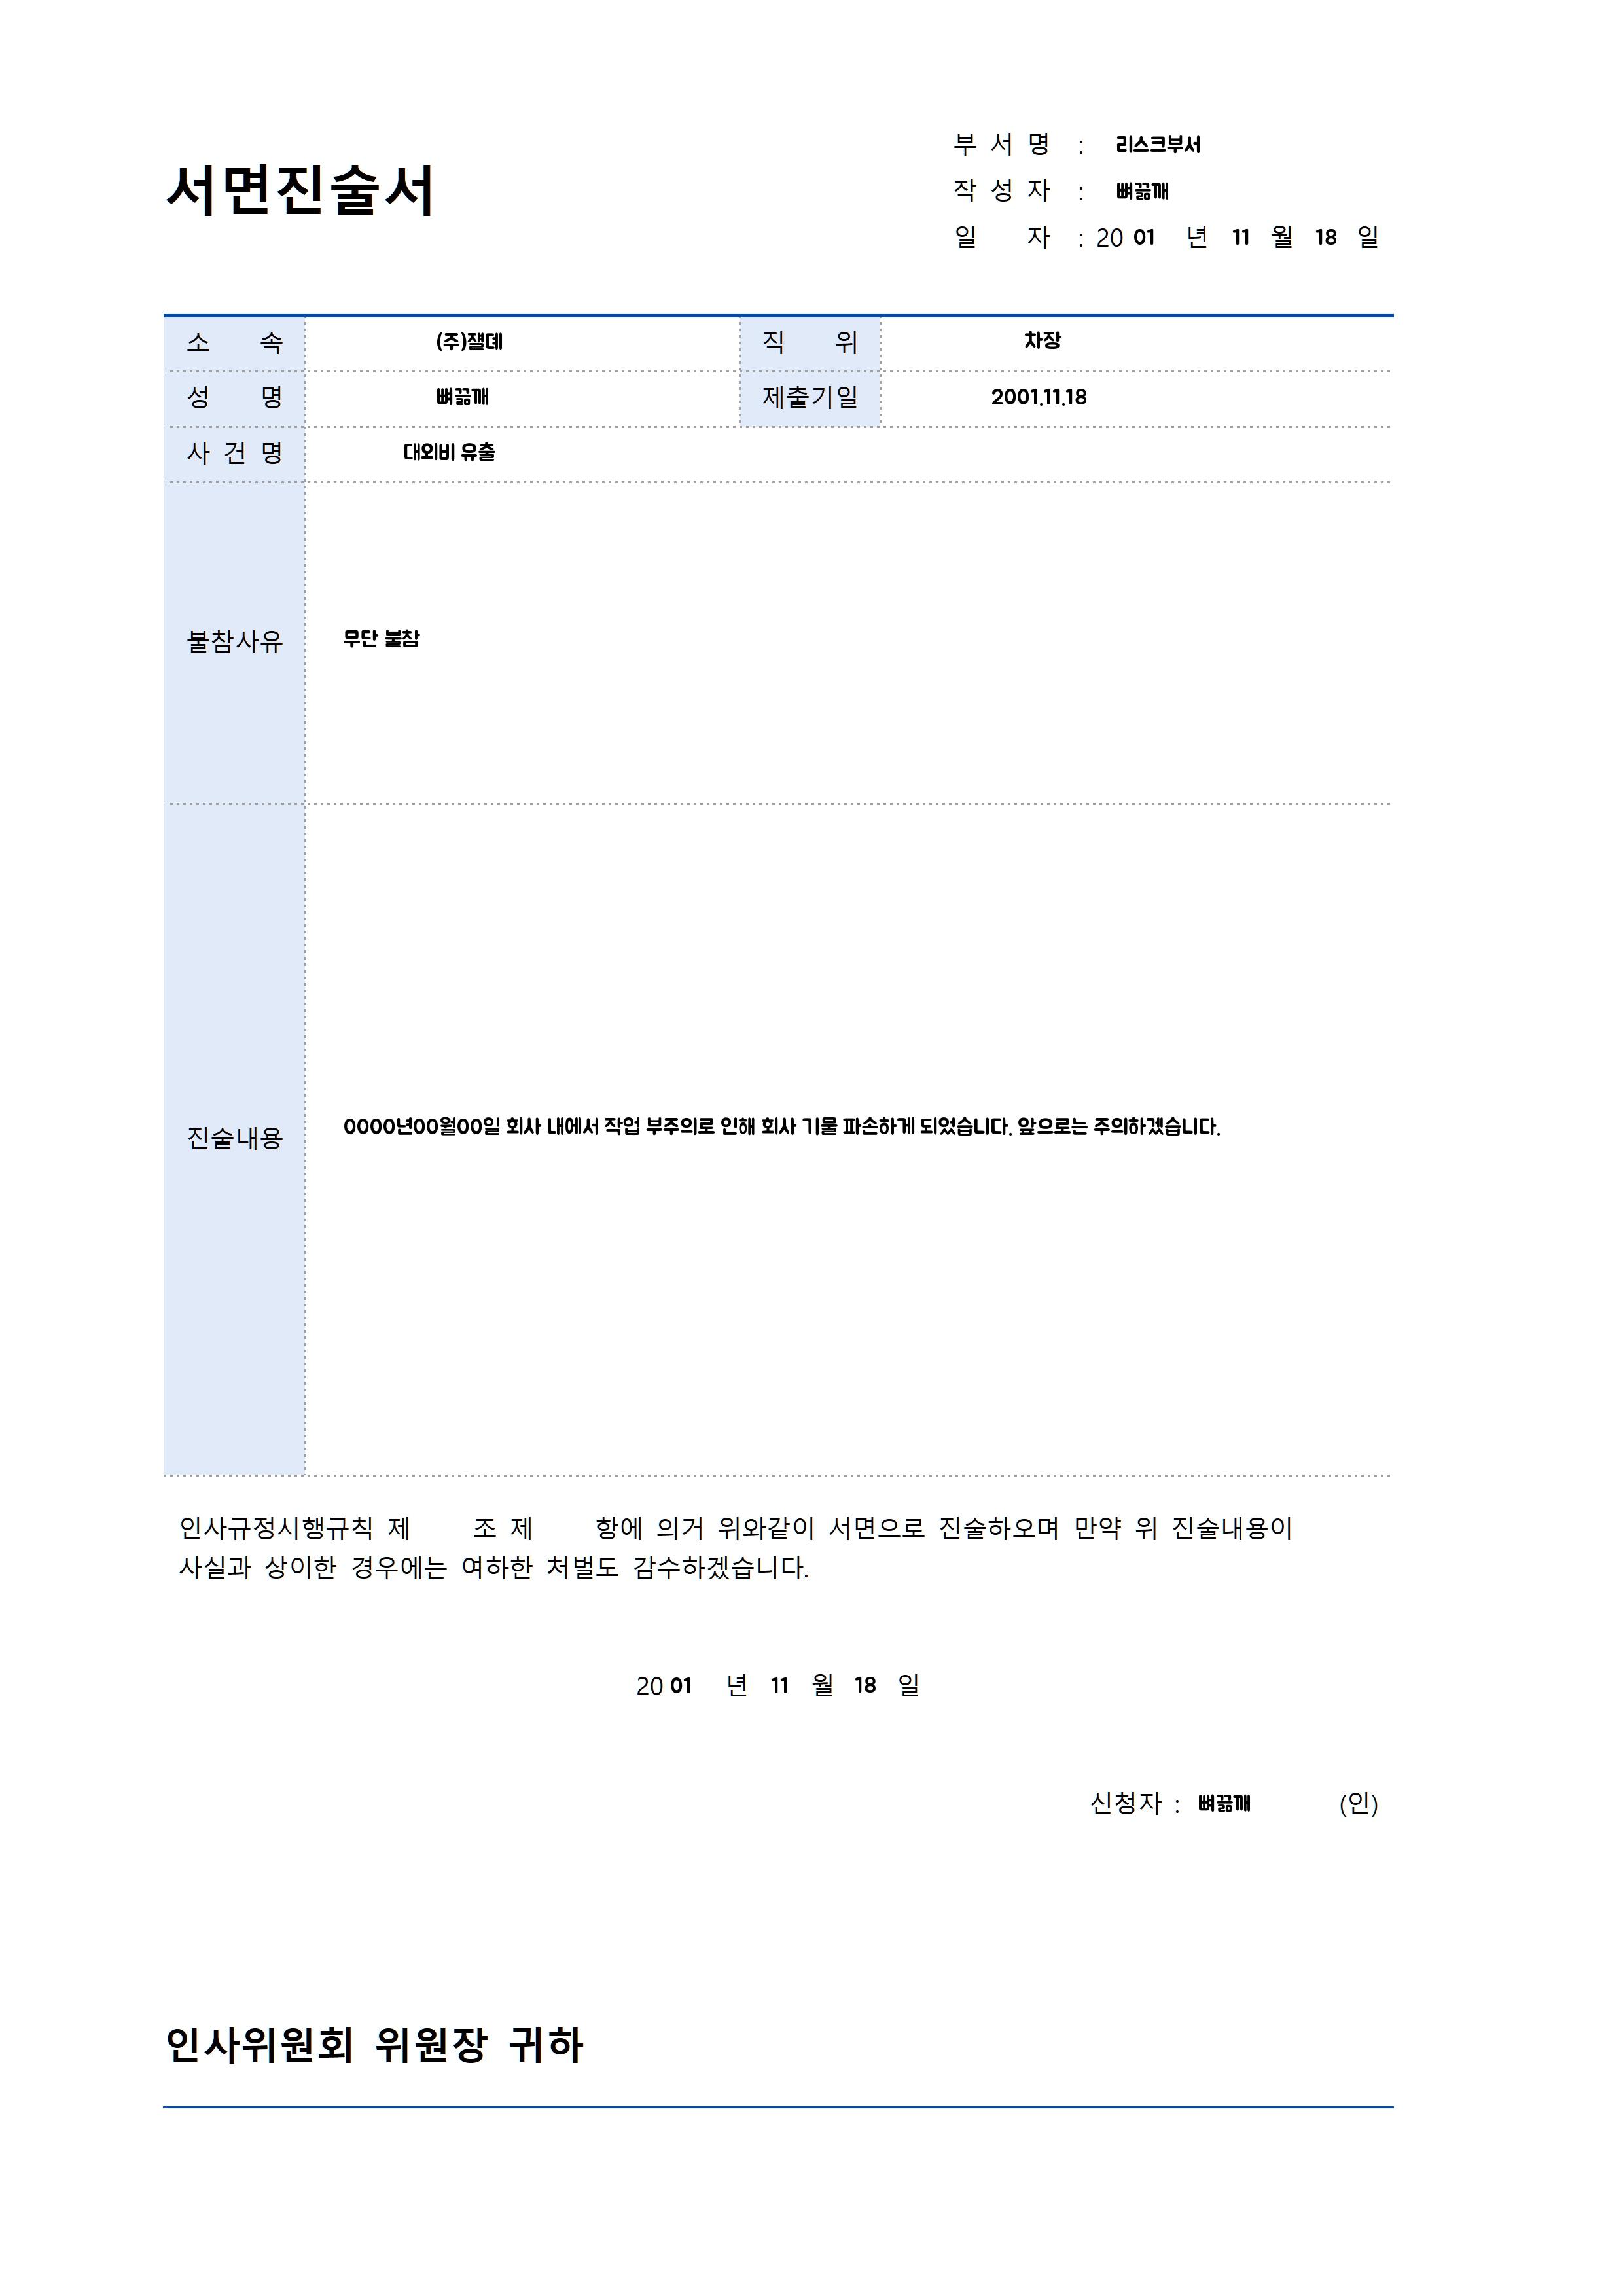 서면진술서
부 서 명 : 리스크부서
작 성 자 : 뼈끓깨
일 자 : 20 01 년 11 월 18 일
소 속 (주)잴뎨 직 위 차장
성 명 뼈끓깨 제출기일 2001.11.18
사 건 명 대외비 유출
불참사유 무단 불참
진술내용 0000년00월00일 회사 내에서 작업 부주의로 인해 회사 기물 파손하게 되었습니다. 앞으로는 주의하겠습니다.
인사규정시행규칙 제 조 제 항에 의거 위와같이 서면으로 진술하오며 만약 위 진술내용이
사실과 상이한 경우에는 여하한 처벌도 감수하겠습니다.
20 01 년 11 월 18 일
신청자 : 뼈끓깨 (인)
인사위원회 위원장 귀하